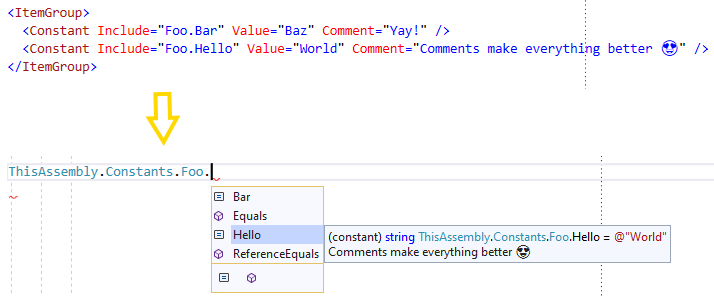 <ItemGroup>
<Constant Include="Foo.Bar" Value="Baz" Comment="Yay!" />
<Constant Include="Foo.Hello" Value="World" Comment="Comments make everything better 😍" />
</ItemGroup>
ThisAssembly.Constants.Foo.
Bar
Equals
Hello
ReferenceEquals
(constant) string ThisAssembly.Constants.Foo.Hello = @"World"
Comments make everything better 😍